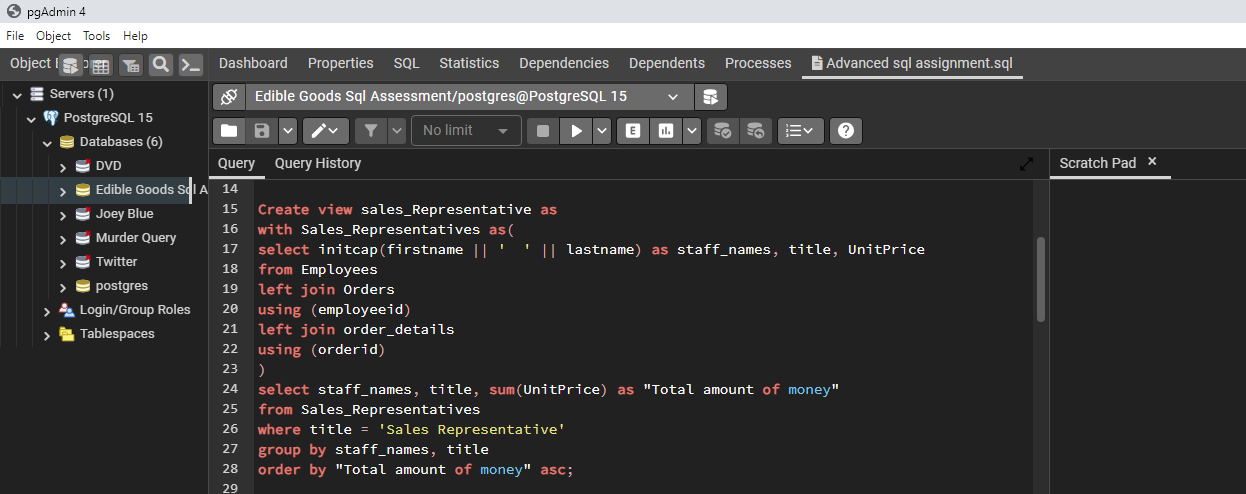 pgAdmin 4
File Object Tools Help
Object
Dashboard Properties SQL Statistics Dependencies Dependents Processes Advanced sql assignment.sql
Servers (1)
PostgreSQL 15
Databases (6)
DVD
Edible Goods Sql A
Joey Blue
Murder Query
Twitter
postgres
Login/Group Roles
Tablespaces
Edible Goods Sql Assessment/postgres@PostgreSQL 15
No limit
E
Query Query History
Scratch Pad
14
15 Create view sales_Representative as
16 with Sales_Representatives as(
17 select initcap(firstname || '  ' || lastname) as staff_names, title, UnitPrice
18 from Employees
19 left join Orders
20 using (employeeid)
21 left join order_details
22 using (orderid)
23 )
24 select staff_names, title, sum(UnitPrice) as "Total amount of money"
25 from Sales_Representatives
26 where title = 'Sales Representative'
27 group by staff_names, title
28 order by "Total amount of money" asc;
29